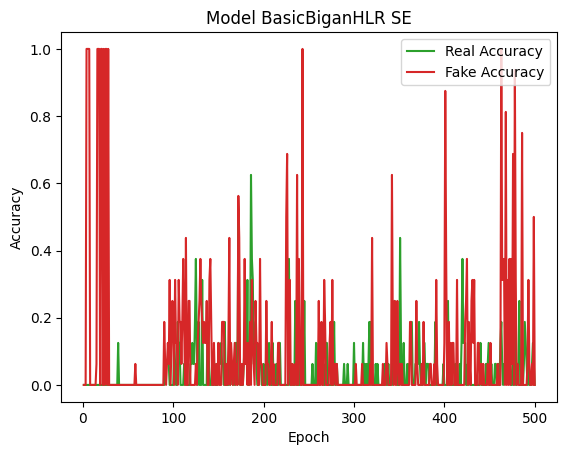 Model BasicBiganHLR SE
Real Accuracy
Fake Accuracy
Accuracy
1.0
0.8
0.6
0.4
0.2
0.0
0 100 200 300 400 500
Epoch